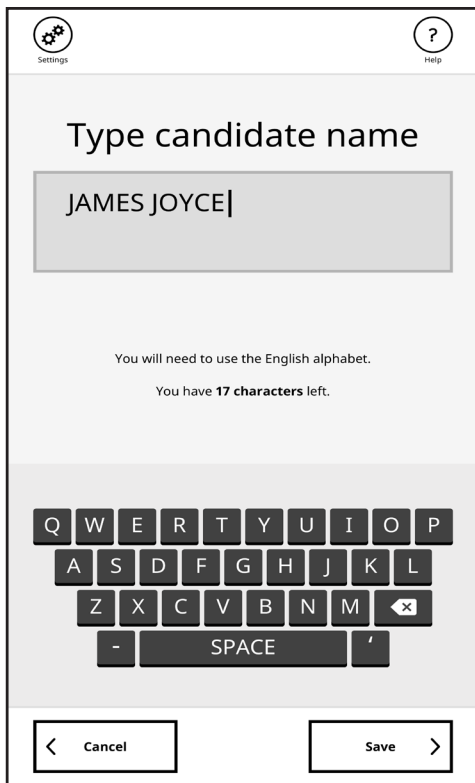 Settings
?
Help
Type candidate name
JAMES JOYCE
You will need to use the English alphabet.
You have 17 characters left.
Q W E R T Y U I O P
A S D F G H J K L
Z X C V B N M
- SPACE ‘
Cancel
Save